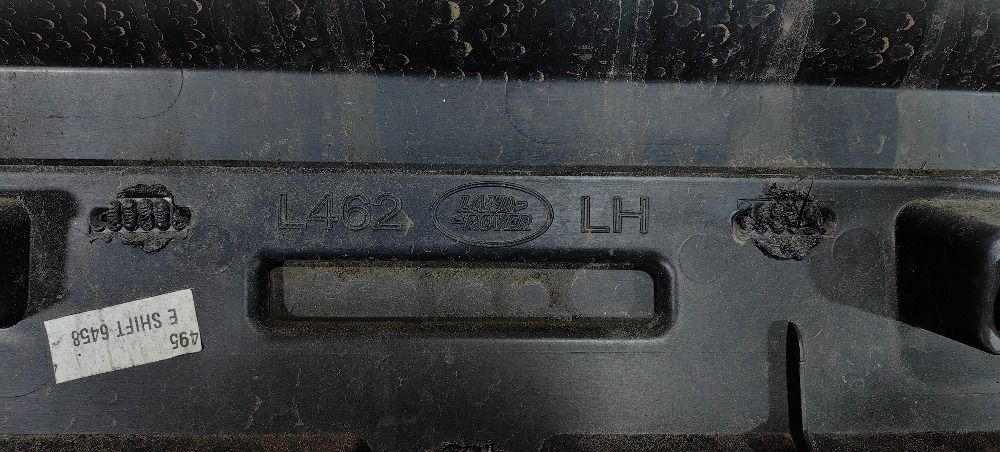 L462 LAND-ROVER LH
495
E SHIFT 6458